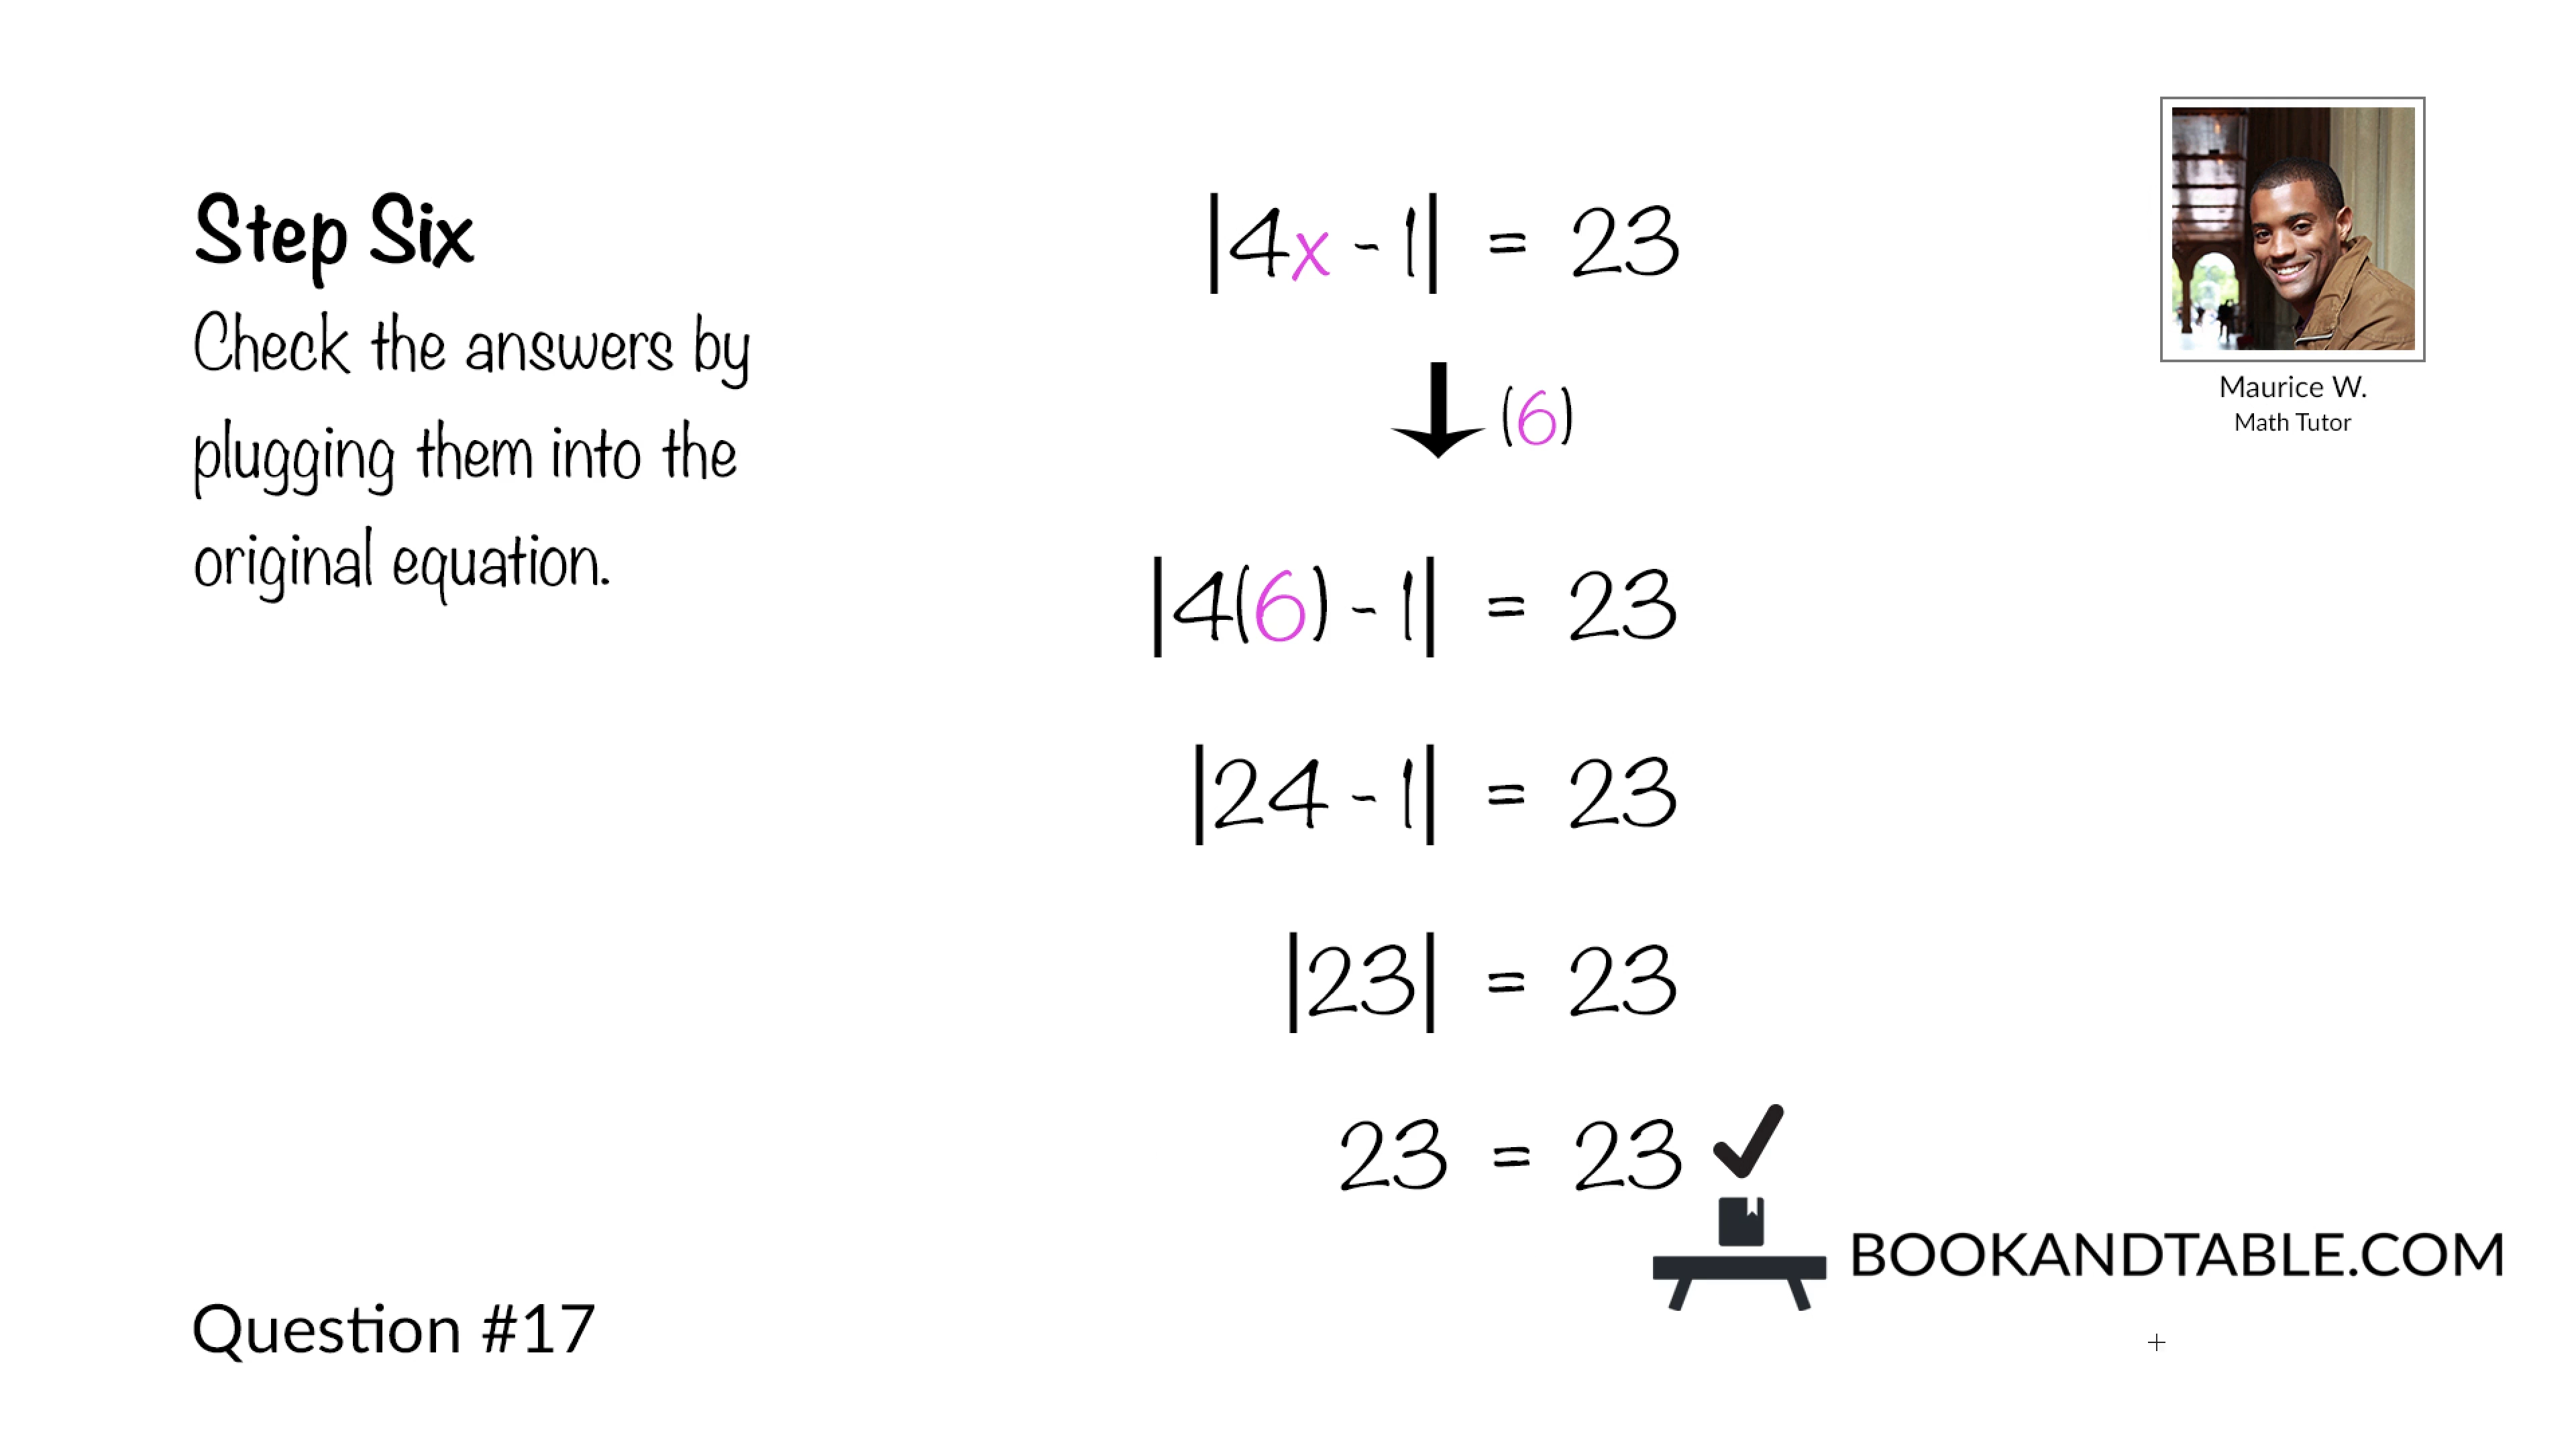 Step Six
Check the answers by
plugging them into the
original equation.
|4x - 1| = 23
(6)
|4(6) - 1| = 23
|24 - 1| = 23
|23| = 23
23 = 23 ✓
Maurice W.
Math Tutor
BOOKANDTABLE.COM
Question #17